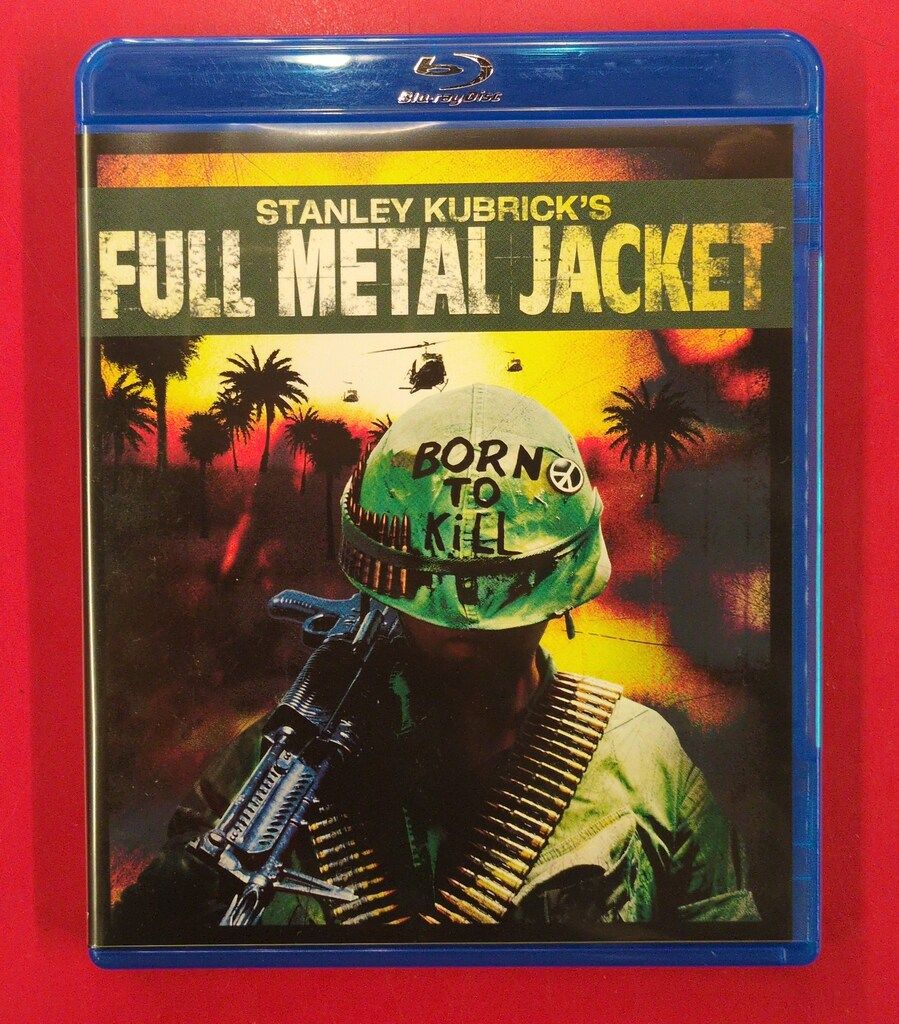 Blu-ray Disc
STANLEY KUBRICK'S
FULL METAL JACKET
BORN
TO
KiLL